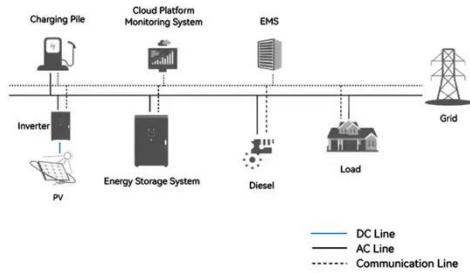 Charging Pile
Cloud Platform
Monitoring System
EMS
Grid
Inverter
PV
Energy Storage System
Diesel
Load
DC Line
AC Line
Communication Line